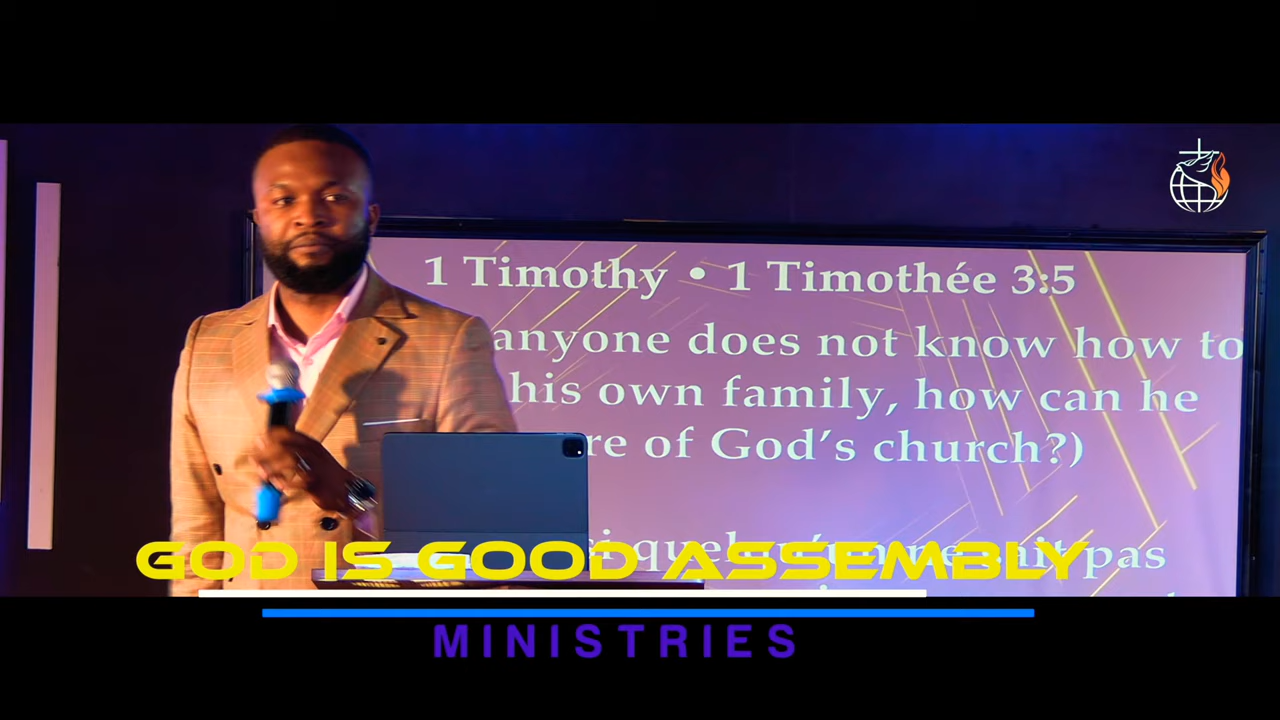 1 Timothy • 1 Timothée 3:5
anyone does not know how to
his own family, how can he
of God's church?)
pas
GOD IS GOOD ASSEMBLY
MINISTRIES